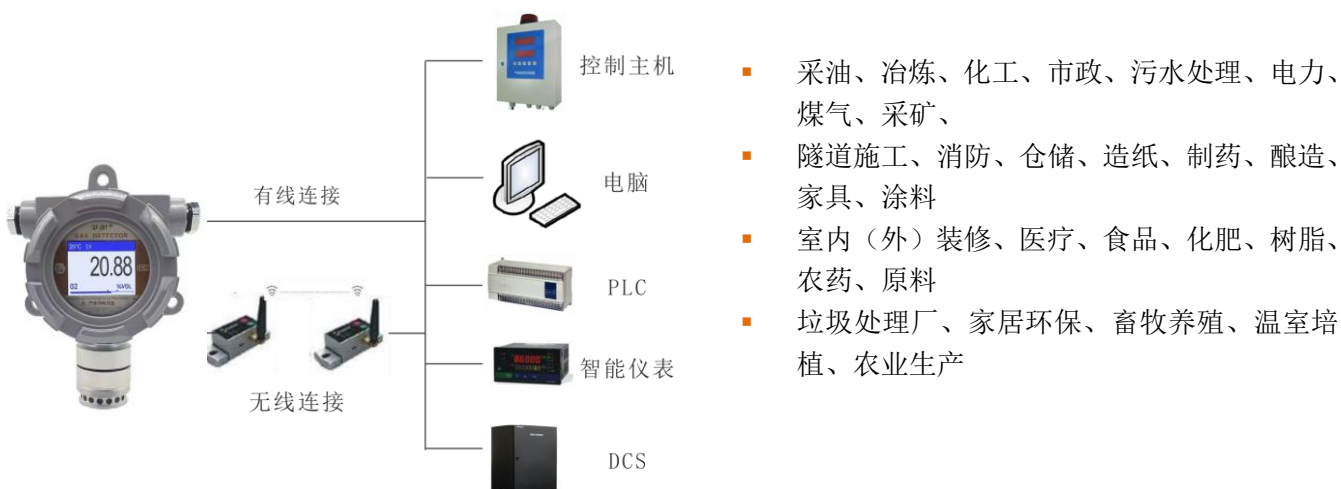 控制主机
电脑
有线连接
GAS DETECTOR
20.88
O2 %VOL
PLC
智能仪表
无线连接
DCS
▪ 采油、冶炼、化工、市政、污水处理、电力、
煤气、采矿、
▪ 隧道施工、消防、仓储、造纸、制药、酿造、
家具、涂料
▪ 室内（外）装修、医疗、食品、化肥、树脂、
农药、原料
▪ 垃圾处理厂、家居环保、畜牧养殖、温室培
植、农业生产